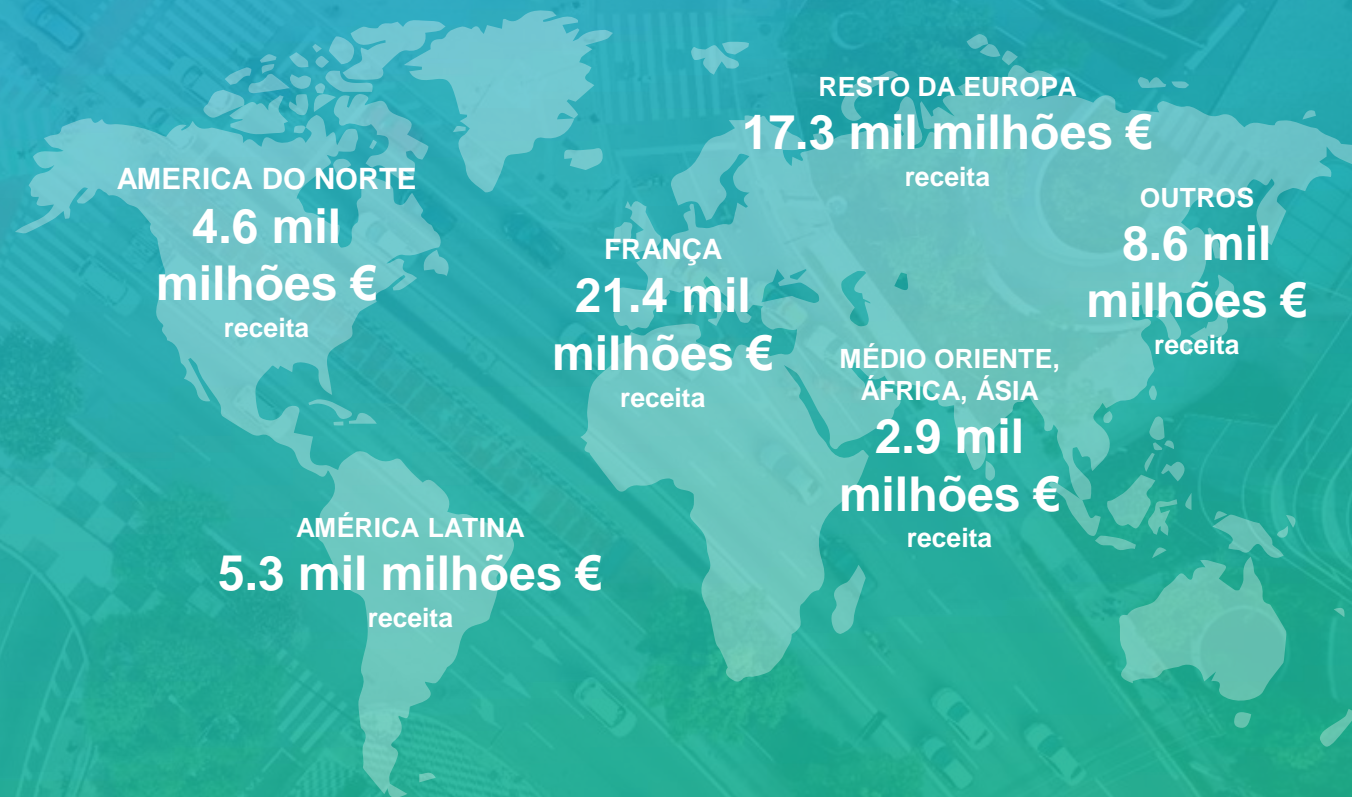 RESTO DA EUROPA
17.3 mil milhões €
receita
AMERICA DO NORTE
4.6 mil
milhões €
receita
OUTROS
8.6 mil
milhões €
receita
FRANÇA
21.4 mil
milhões €
receita
MÉDIO ORIENTE,
ÁFRICA, ÁSIA
2.9 mil
milhões €
receita
AMÉRICA LATINA
5.3 mil milhões €
receita